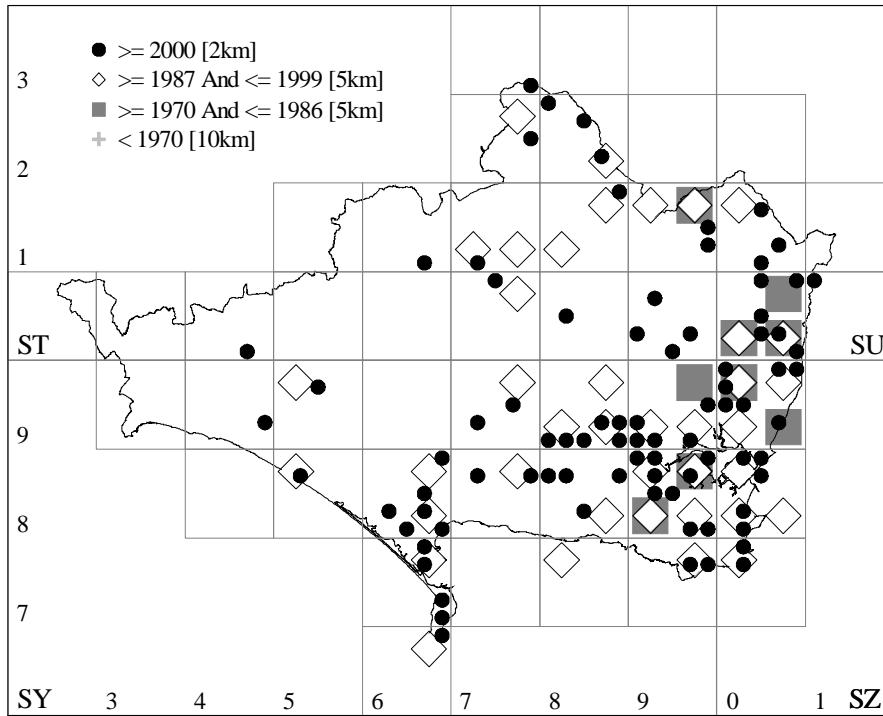 3
>= 2000 [2km]
>= 1987 And <= 1999 [5km]
>= 1970 And <= 1986 [5km]
< 1970 [10km]
2
1
ST
SU
9
8
7
SY 3 4 5 6 7 8 9 0 1 SZ